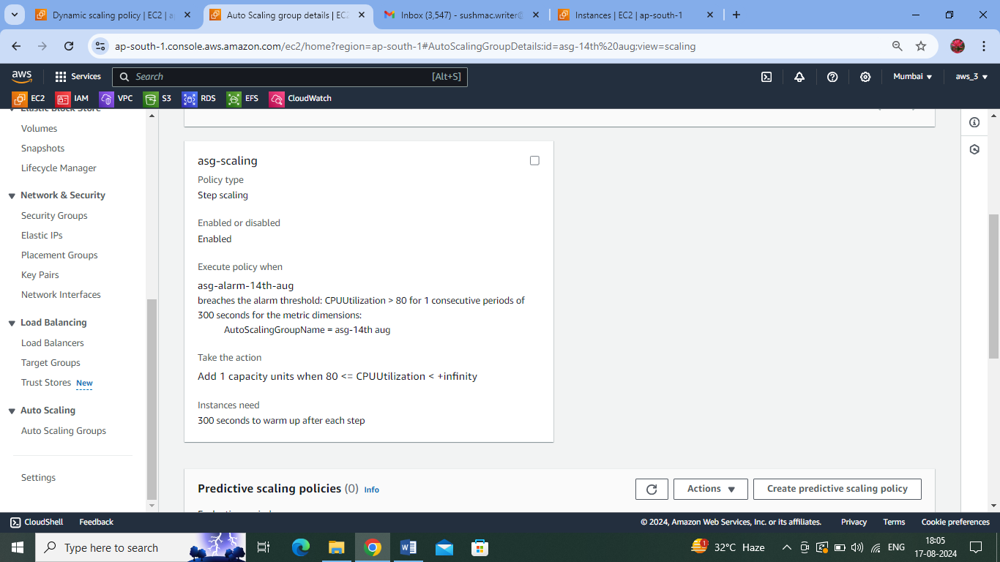 Dynamic scaling policy | EC2 | a
Auto Scaling group details | EC2
Inbox (3,547) - sushmac.writer@
Instances | EC2 | ap-south-1
ap-south-1.console.aws.amazon.com/ec2/home?region=ap-south-1#AutoScalingGroupDetails:id=asg-14th%20aug;view=scaling
aws
Services
Search
[Alt+S]
Mumbai
aws_3
EC2
IAM
VPC
S3
RDS
EFS
CloudWatch
Elastic Block Store
Volumes
Snapshots
Lifecycle Manager
Network & Security
Security Groups
Elastic IPs
Placement Groups
Key Pairs
Network Interfaces
Load Balancing
Load Balancers
Target Groups
Trust Stores New
Auto Scaling
Auto Scaling Groups
Settings
asg-scaling
Policy type
Step scaling
Enabled or disabled
Enabled
Execute policy when
asg-alarm-14th-aug
breaches the alarm threshold: CPUUtilization > 80 for 1 consecutive periods of
300 seconds for the metric dimensions:
AutoScalingGroupName = asg-14th aug
Take the action
Add 1 capacity units when 80 <= CPUUtilization < +infinity
Instances need
300 seconds to warm up after each step
Predictive scaling policies (0) Info
Actions
Create predictive scaling policy
CloudShell
Feedback
© 2024, Amazon Web Services, Inc. or its affiliates.
Privacy
Terms
Cookie preferences
Type here to search
1
32°C Haze
ENG
18:05
17-08-2024